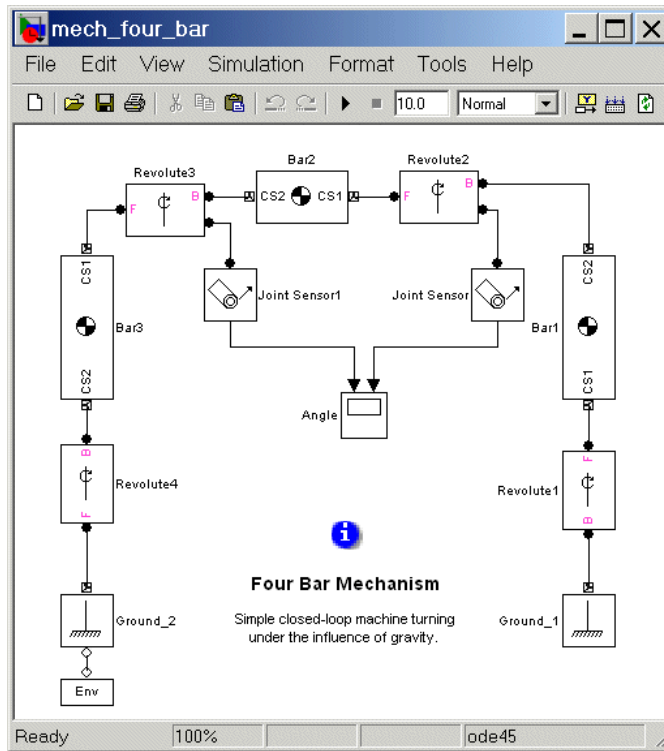 mech_four_bar
File Edit View Simulation Format Tools Help
10.0 Normal
Revolute3
Bar2
Revolute2
B
F
CS2 CS1
F
B
CS1
CS2
Joint Sensor1
Joint Sensor
Bar3
Bar1
CS2
CS1
Angle
B
F
Revolute4
Revolute1
F
B
i
Four Bar Mechanism
Ground_2
Simple closed-loop machine turning
under the influence of gravity.
Ground_1
Env
Ready 100% ode45